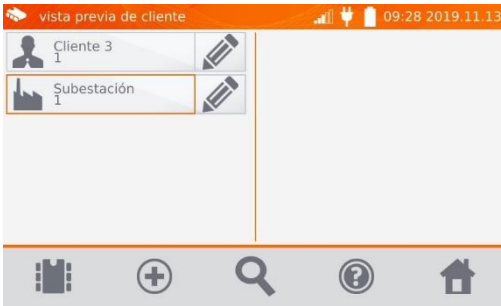 vista previa de cliente
09:28 2019.11.13
Cliente 3
1
Subestación
1